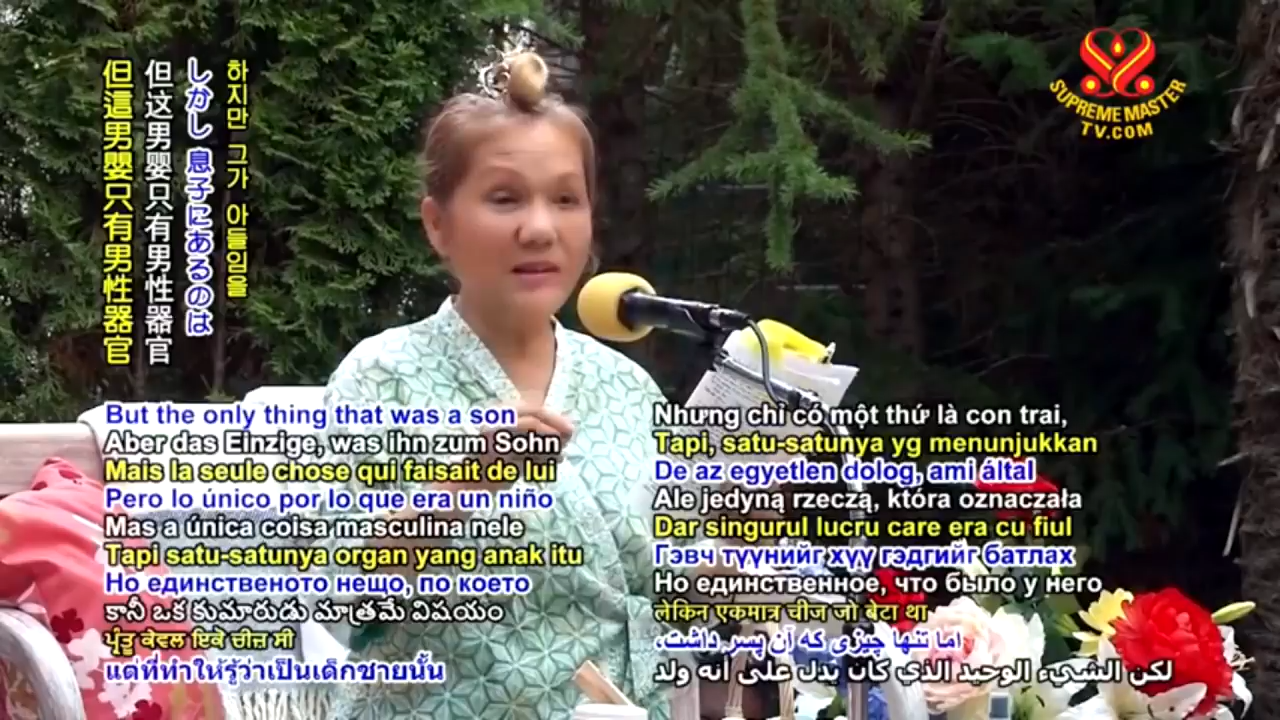 하지만 그가 아들임을
しかし 息子にあるのは
但这男婴只有男性器官
但這男嬰只有男性器官
SUPREME MASTER
TV.COM
But the only thing that was a son
Aber das Einzige, was ihn zum Sohn
Mais la seule chose qui faisait de lui
Pero lo único por lo que era un niño
Mas a única coisa masculina nele
Tapi satu-satunya organ yang anak itu
Но единственото нещо, по което
కానీ ఒక కుమారుడు మాత్రమే విషయం
ਪ੍ਰੰਤੂ ਕੇਵਲ ਇਕੋ ਚੀਜ਼ ਸੀ
แต่ที่ทำให้รู้ว่าเป็นเด็กชายนั้น
Nhưng chỉ có một thứ là con trai,
Tapi, satu-satunya yg menunjukkan
De az egyetlen dolog, ami által
Ale jedyną rzeczą, która oznaczała
Dar singurul lucru care era cu fiul
Гэвч түүнийг хүү гэдгийг батлах
Но единственное, что было у него
लेकिन एकमात्र चीज जो बेटा था
اما تنها چیزی که آن پسر داشت،
لكن الشيء الوحيد الذي كان يدل على أنه ولد